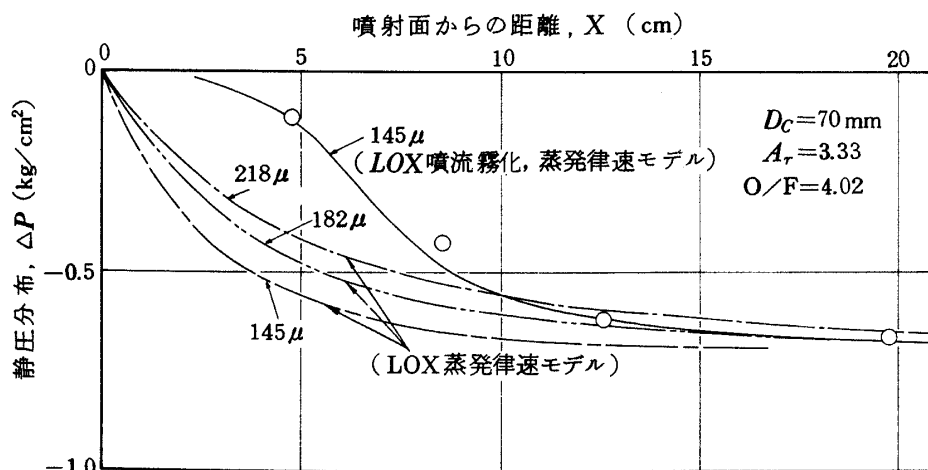 噴射面からの距離, X (cm)
0 5 10 15 20
0
-0.5
-1.0
静圧分布, △P (kg/cm²)
145μ
(LOX噴流霧化, 蒸発律速モデル)
D_C=70mm
A_r=3.33
O/F=4.02
218μ
182μ
145μ
(LOX蒸発律速モデル)